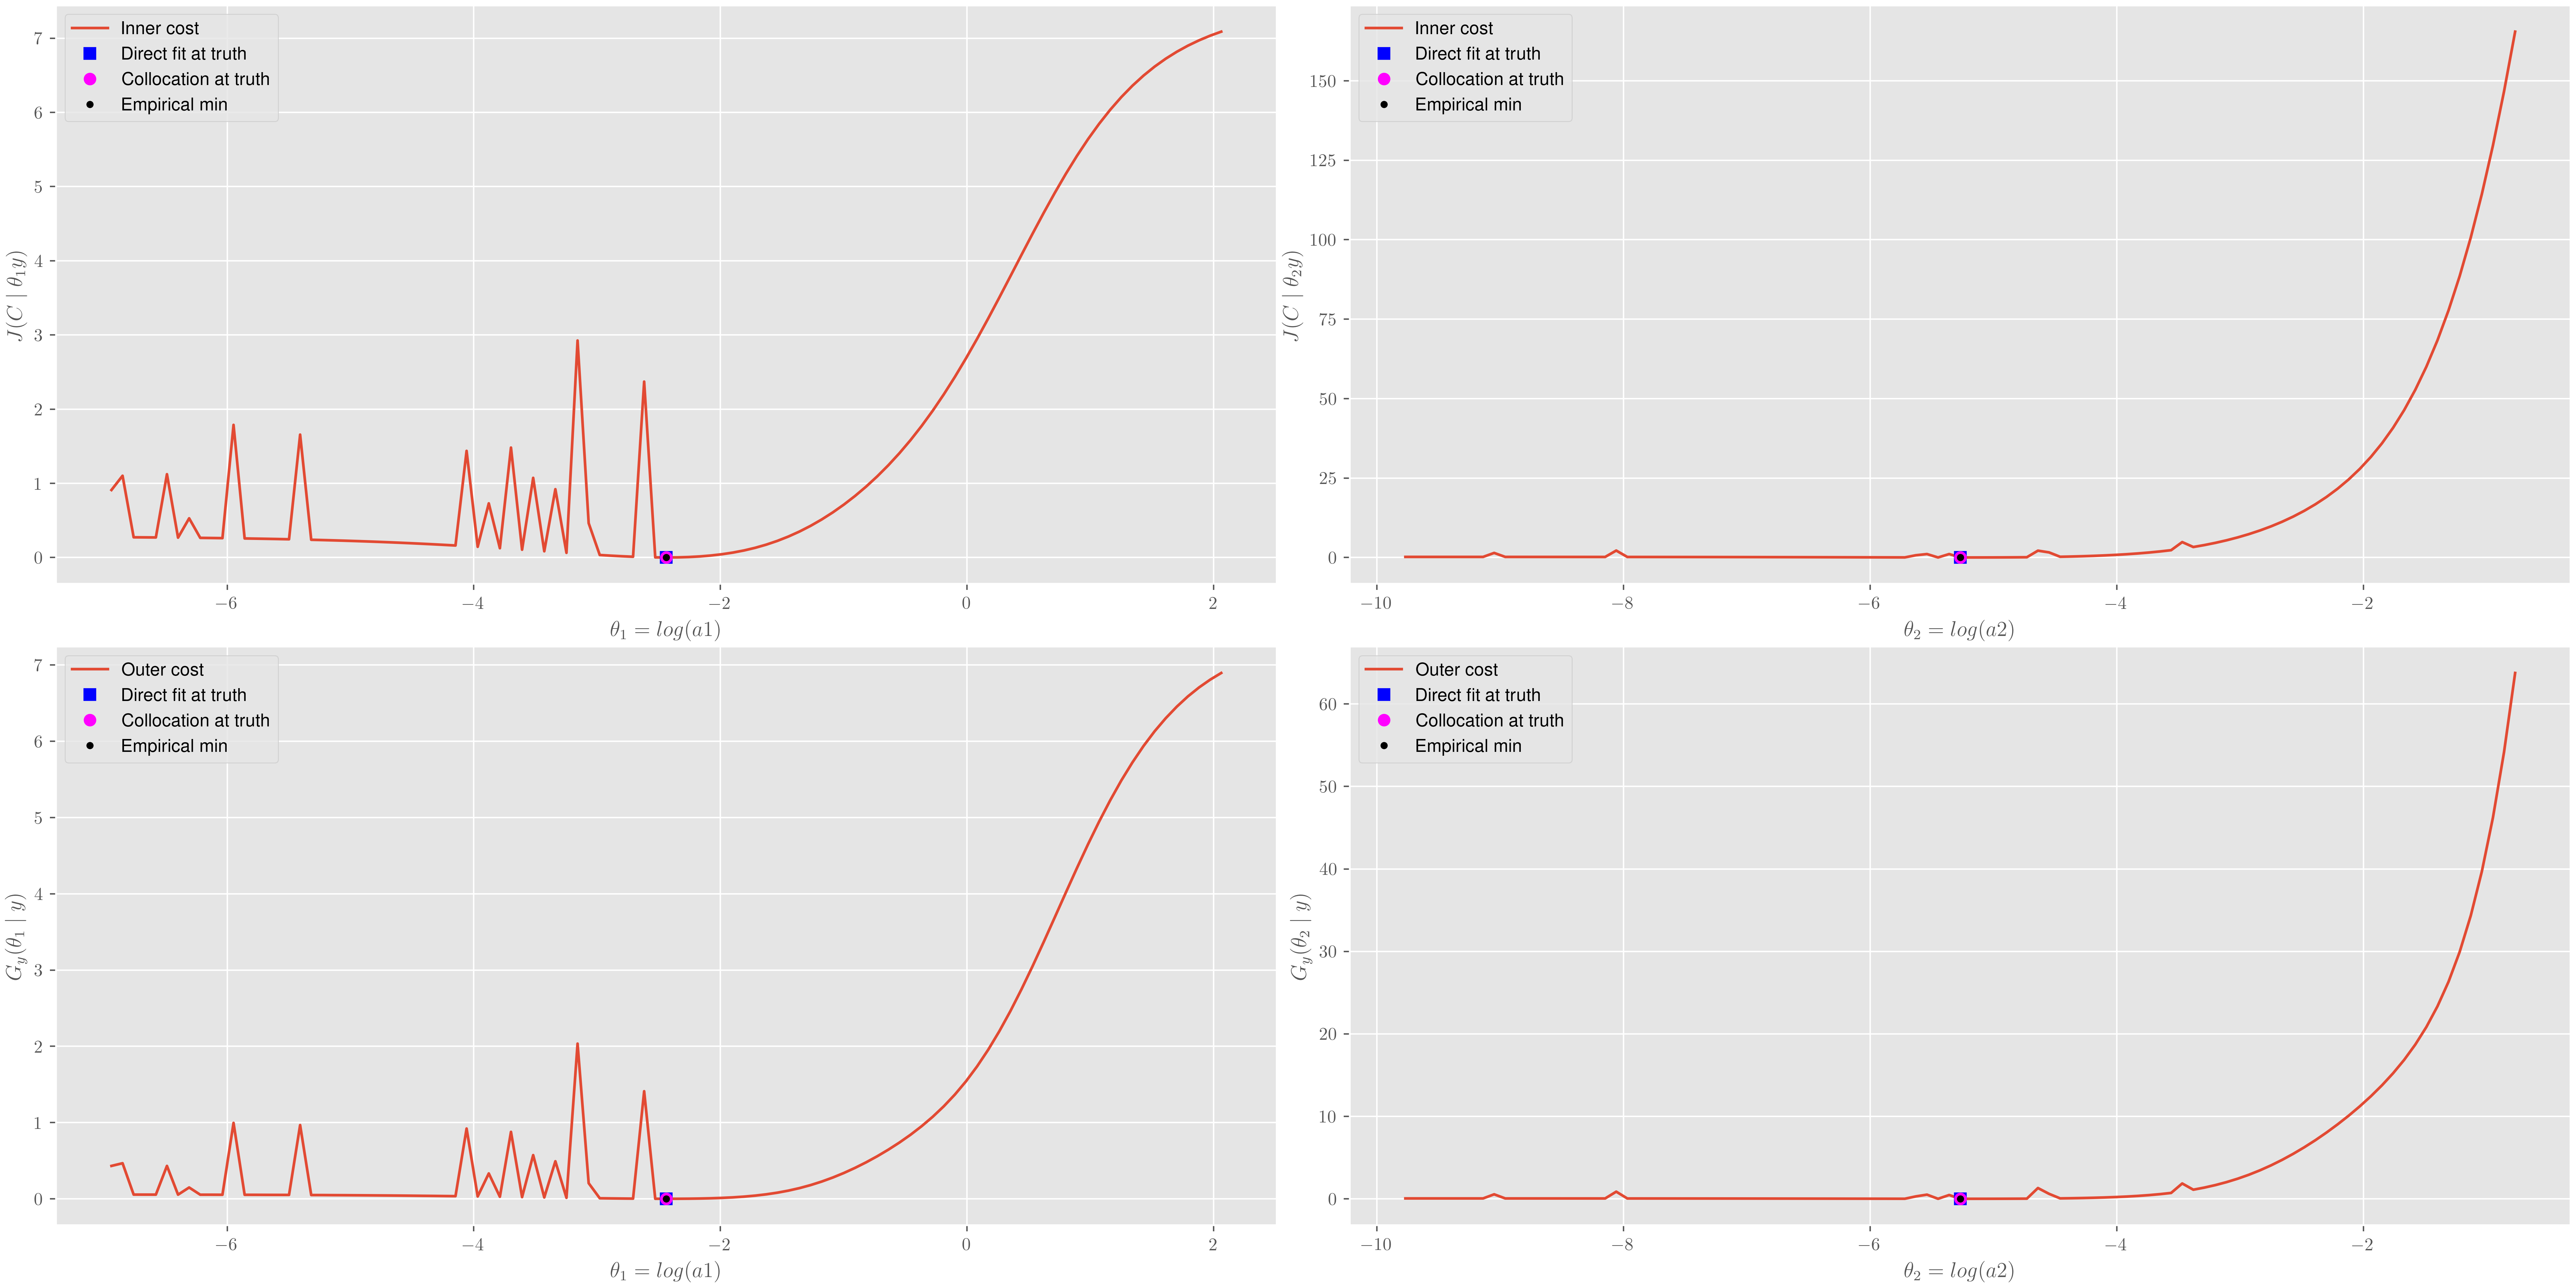 Inner cost
Direct fit at truth
Collocation at truth
Empirical min
7
6
5
4
3
2
1
0
J(C | θ₁y)
−6 −4 −2 0 2
θ₁ = log(a1)
Inner cost
Direct fit at truth
Collocation at truth
Empirical min
150
125
100
75
50
25
0
J(C | θ₂y)
−10 −8 −6 −4 −2
θ₂ = log(a2)
Outer cost
Direct fit at truth
Collocation at truth
Empirical min
7
6
5
4
3
2
1
0
G_y(θ₁ | y)
−6 −4 −2 0 2
θ₁ = log(a1)
Outer cost
Direct fit at truth
Collocation at truth
Empirical min
60
50
40
30
20
10
0
G_y(θ₂ | y)
−10 −8 −6 −4 −2
θ₂ = log(a2)